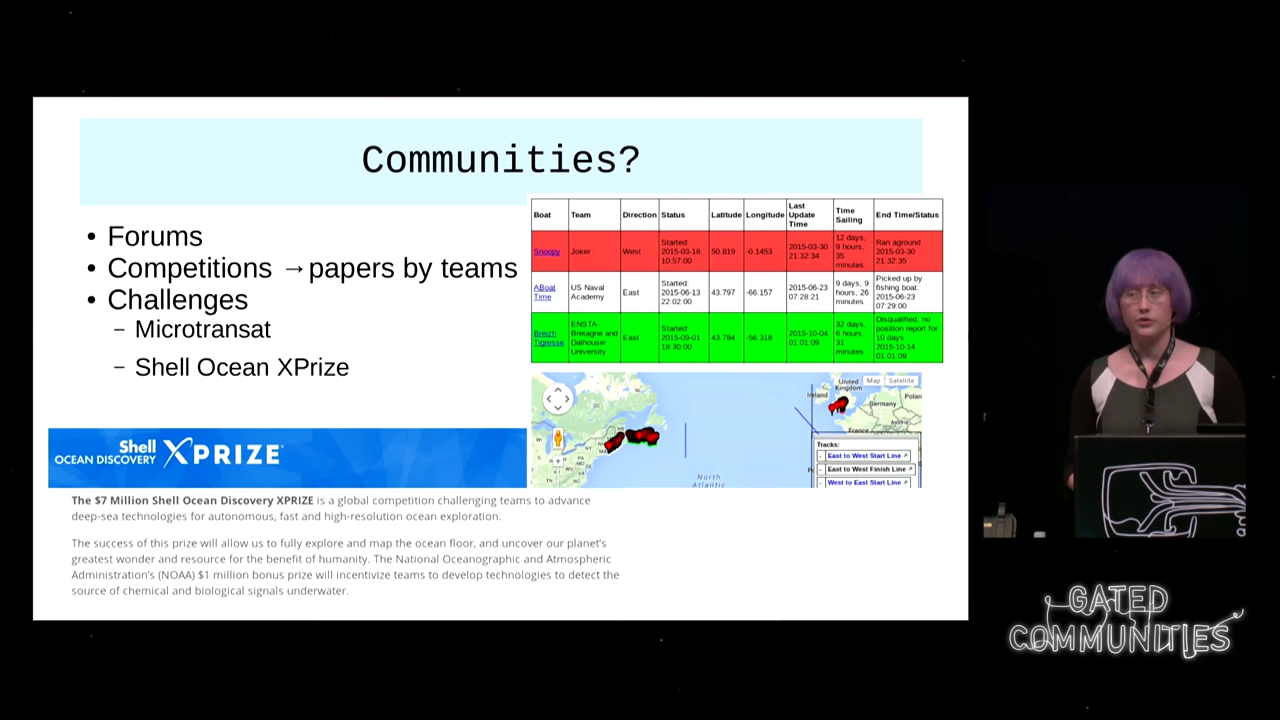 Communities?
• Forums
• Competitions →papers by teams
• Challenges
– Microtransat
– Shell Ocean XPrize
Boat Team Direction Status Latitude Longitude Last Update Time Time Sailing End Time/Status
Snoopy Joker West Started: 2015-03-18 10:57:00 50.819 -0.1453 2015-03-30 21:32:34 12 days, 9 hours, 35 minutes Ran aground 2015-03-30 21:32:35
ABoat Time US Naval Academy East Started: 2015-06-13 22:02:00 43.797 -66.157 2015-06-23 07:28:21 9 days, 9 hours, 26 minutes Picked up by fishing boat. 2015-06-23 07:29:00
Breizh Tigresse ENSTA-Bretagne and Dalhousie University East Started: 2015-09-01 18:30:00 43.784 -56.318 2015-10-04 01:01:09 32 days, 6 hours, 31 minutes Disqualified, no position report for 10 days 2015-10-14 01:01:09
Map Satellite
United Kingdom
Ireland
Germany
Polan
France
North Atlantic
Tracks:
East to West Start Line
East to West Finish Line
West to East Start Line
Shell
OCEAN DISCOVERY XPRIZE
The $7 Million Shell Ocean Discovery XPRIZE is a global competition challenging teams to advance
deep-sea technologies for autonomous, fast and high-resolution ocean exploration.
The success of this prize will allow us to fully explore and map the ocean floor, and uncover our planet's
greatest wonder and resource for the benefit of humanity. The National Oceanographic and Atmospheric
Administration's (NOAA) $1 million bonus prize will incentivize teams to develop technologies to detect the
source of chemical and biological signals underwater.
GATED
COMMUNITIES